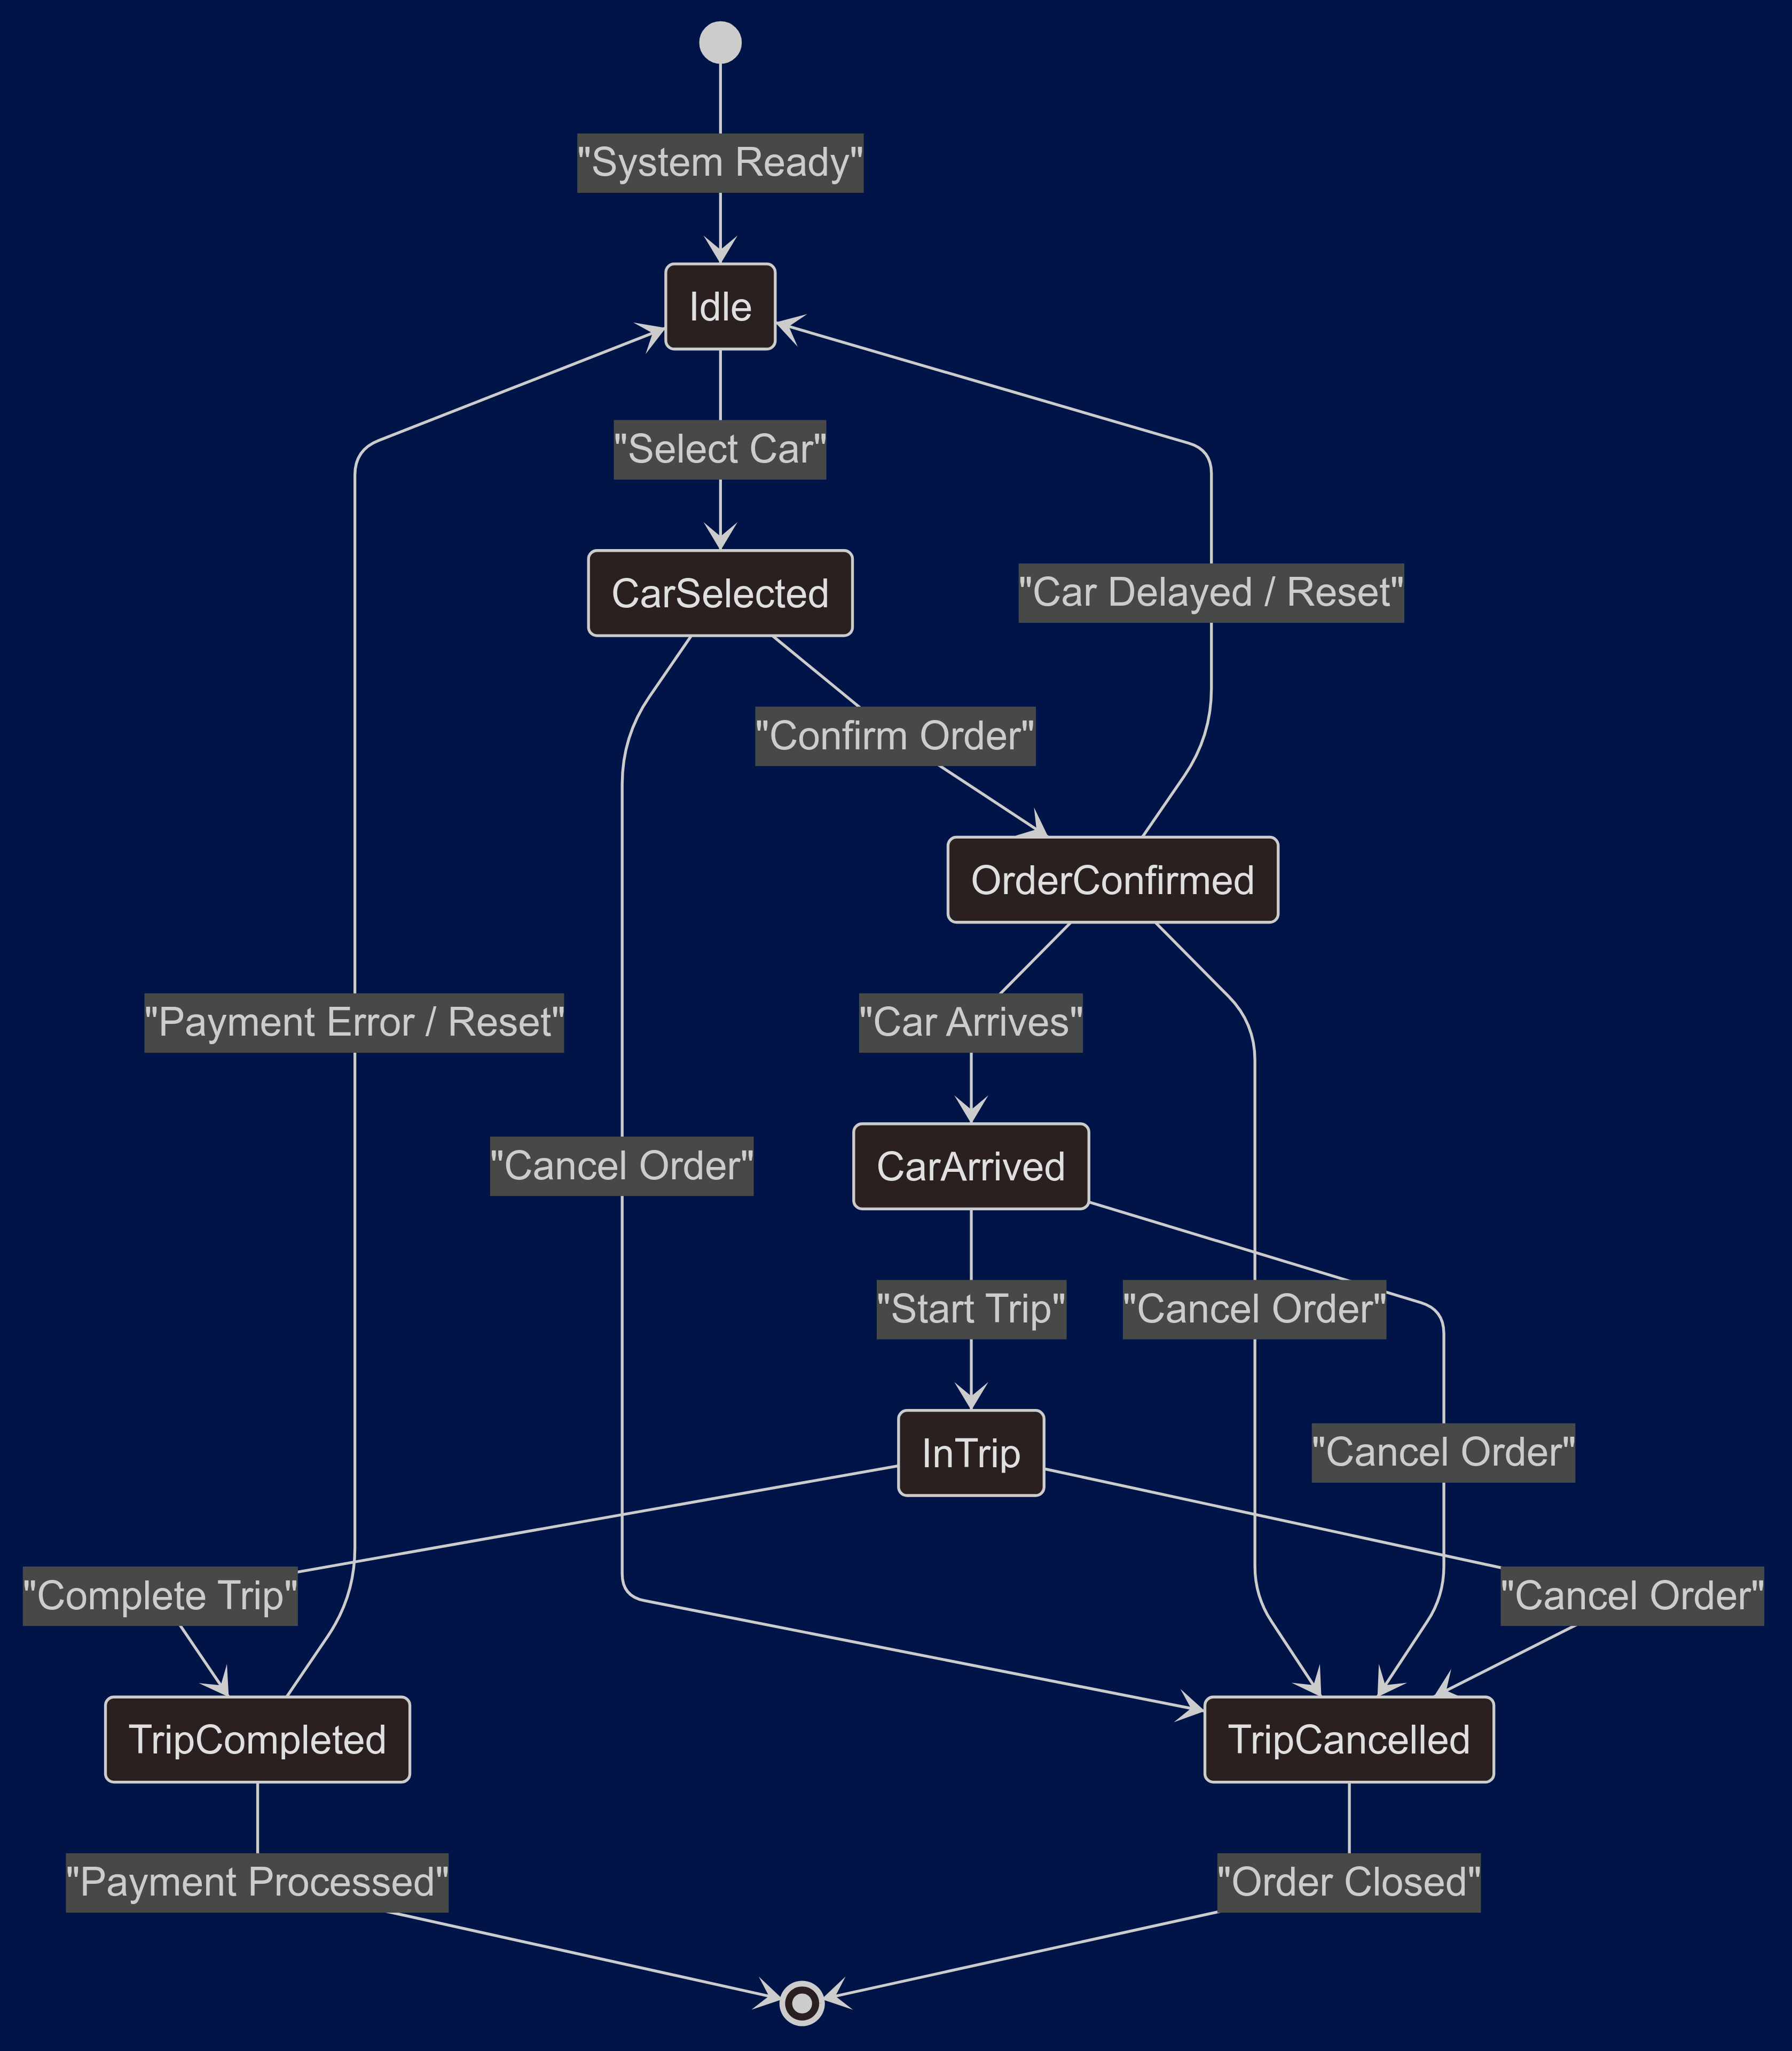 "System Ready"
Idle
"Select Car"
CarSelected
"Car Delayed / Reset"
"Confirm Order"
OrderConfirmed
"Payment Error / Reset"
"Car Arrives"
"Cancel Order"
CarArrived
"Start Trip"
"Cancel Order"
InTrip
"Cancel Order"
"Complete Trip"
"Cancel Order"
TripCompleted
TripCancelled
"Payment Processed"
"Order Closed"